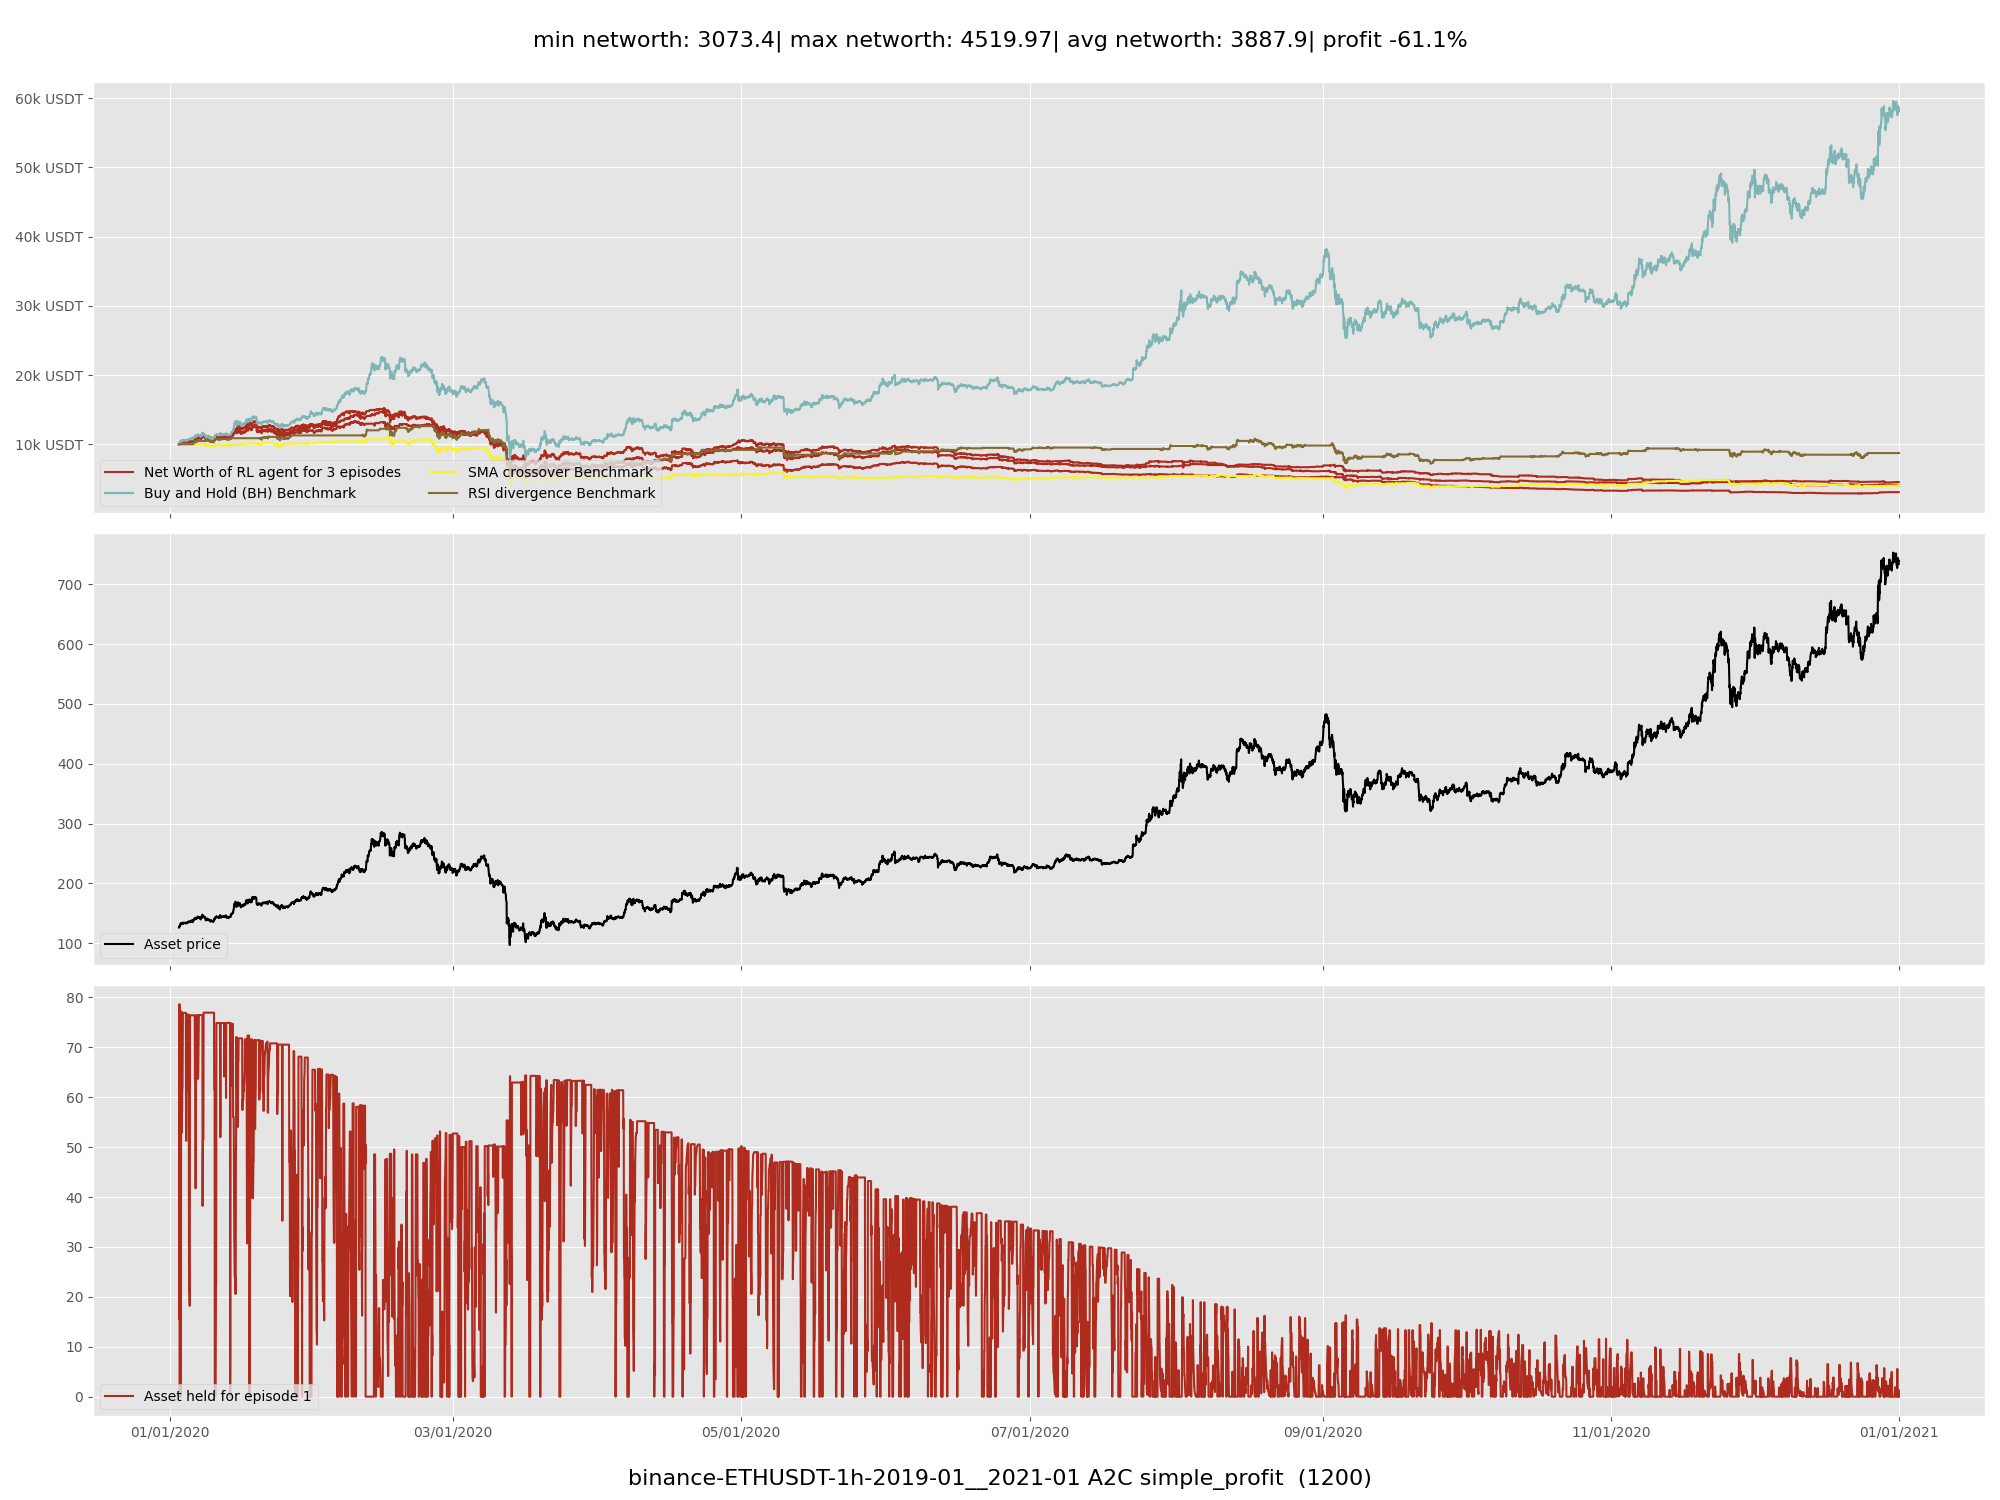 min networth: 3073.4| max networth: 4519.97| avg networth: 3887.9| profit -61.1%
60k USDT
50k USDT
40k USDT
30k USDT
20k USDT
10k USDT
Net Worth of RL agent for 3 episodes
Buy and Hold (BH) Benchmark
SMA crossover Benchmark
RSI divergence Benchmark
700
600
500
400
300
200
100
Asset price
80
70
60
50
40
30
20
10
0
Asset held for episode 1
01/01/2020 03/01/2020 05/01/2020 07/01/2020 09/01/2020 11/01/2020 01/01/2021
binance-ETHUSDT-1h-2019-01__2021-01 A2C simple_profit  (1200)